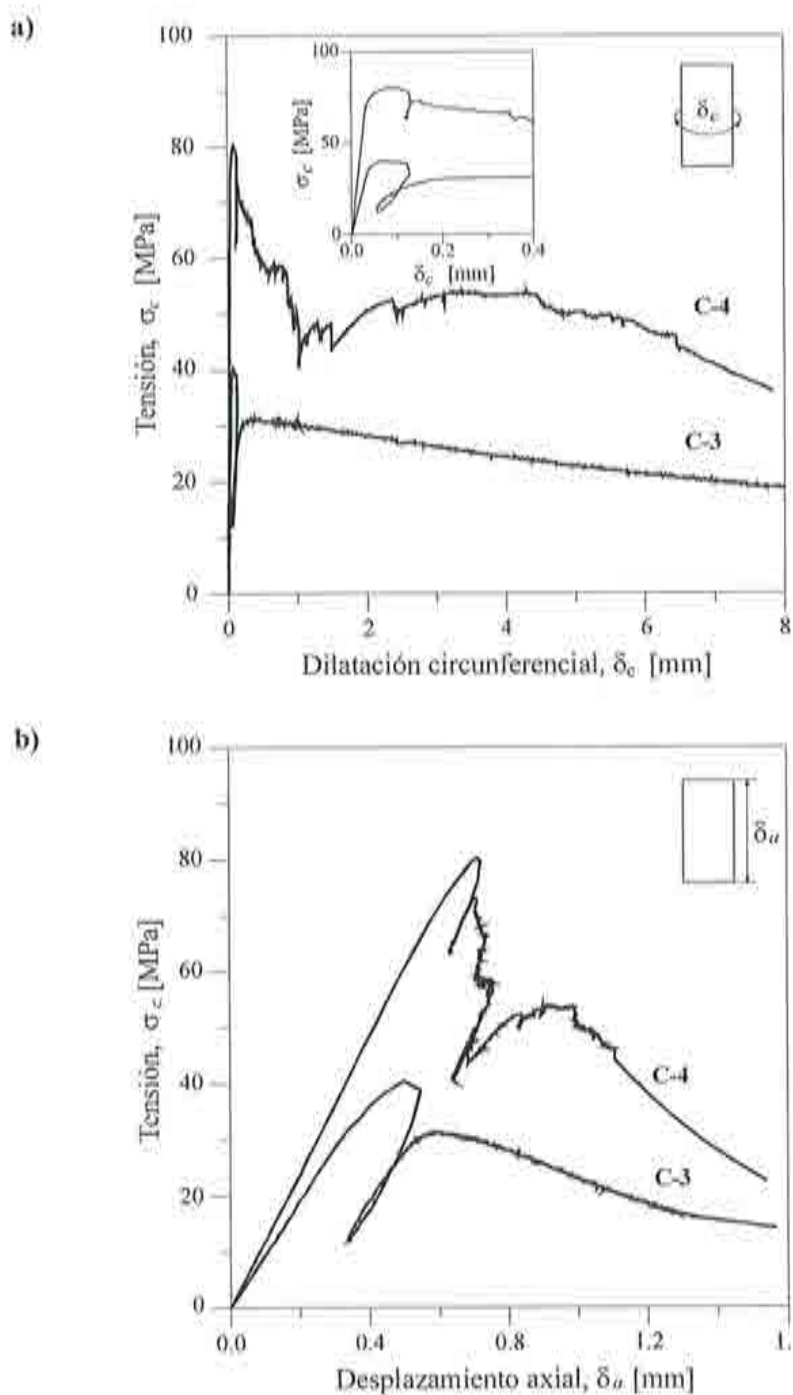 a)
100
80
60
40
20
0
Tensión, σc [MPa]
100
50
0
σc [MPa]
0.0
0.2
0.4
δc [mm]
δc
C-4
C-3
0
2
4
6
8
Dilatación circunferencial, δc [mm]
b)
100
80
60
40
20
0
Tensión, σc [MPa]
δa
C-4
C-3
0.0
0.4
0.8
1.2
1.
Desplazamiento axial, δa [mm]